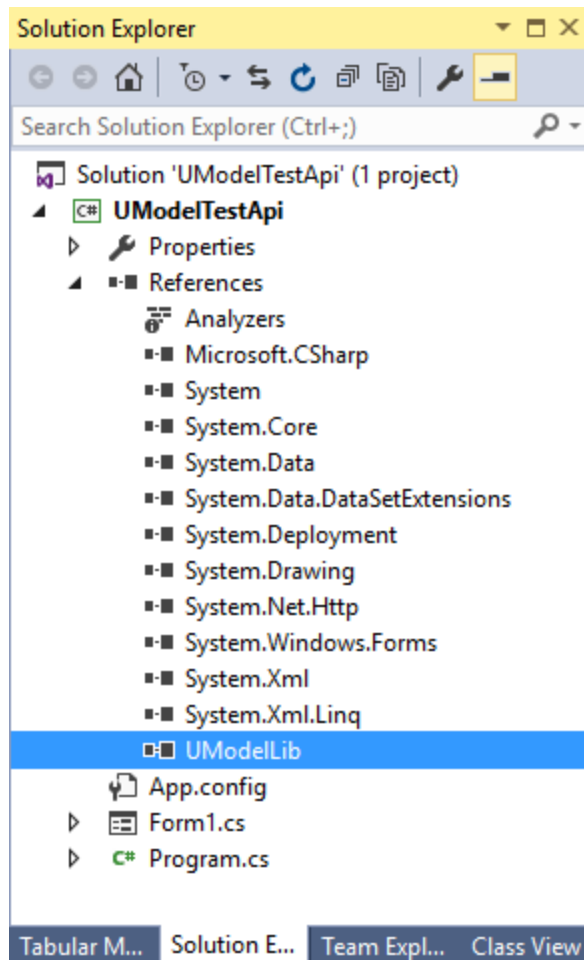 Solution Explorer
Search Solution Explorer (Ctrl+;)
Solution 'UModelTestApi' (1 project)
C# UModelTestApi
Properties
References
Analyzers
Microsoft.CSharp
System
System.Core
System.Data
System.Data.DataSetExtensions
System.Deployment
System.Drawing
System.Net.Http
System.Windows.Forms
System.Xml
System.Xml.Linq
UModelLib
App.config
Form1.cs
C# Program.cs
Tabular M... Solution E... Team Expl... Class View